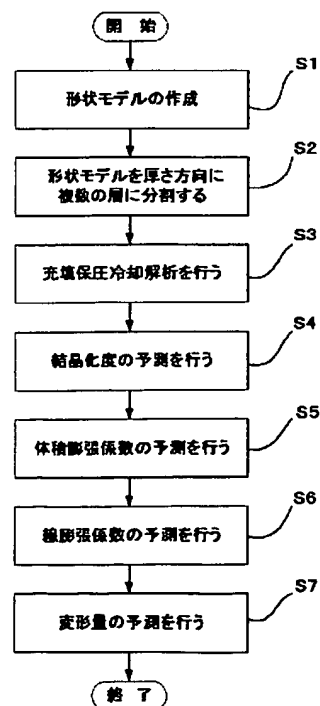 開 始
形状モデルの作成
S1
形状モデルを厚さ方向に
複数の層に分割する
S2
充填保圧冷却解析を行う
S3
結晶化度の予測を行う
S4
体積膨張係数の予測を行う
S5
線膨張係数の予測を行う
S6
変形量の予測を行う
S7
終 了